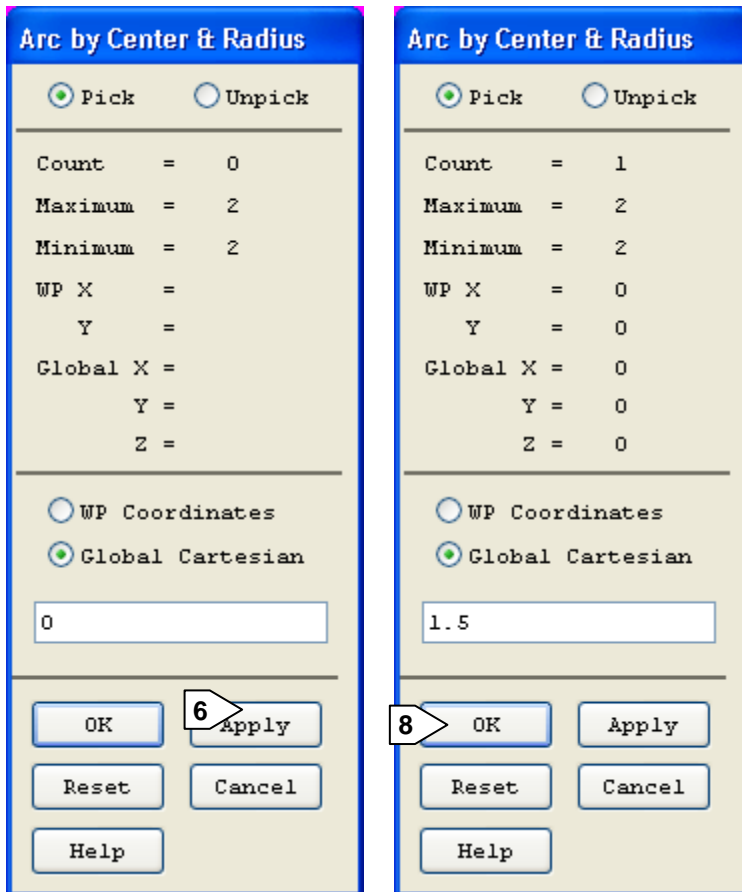 Arc by Center & Radius
Pick Unpick
Count = 0
Maximum = 2
Minimum = 2
WP X =
Y =
Global X =
Y =
Z =
WP Coordinates
Global Cartesian
0
OK 6 Apply
Reset Cancel
Help
Arc by Center & Radius
Pick Unpick
Count = 1
Maximum = 2
Minimum = 2
WP X = 0
Y = 0
Global X = 0
Y = 0
Z = 0
WP Coordinates
Global Cartesian
1.5
8 OK Apply
Reset Cancel
Help